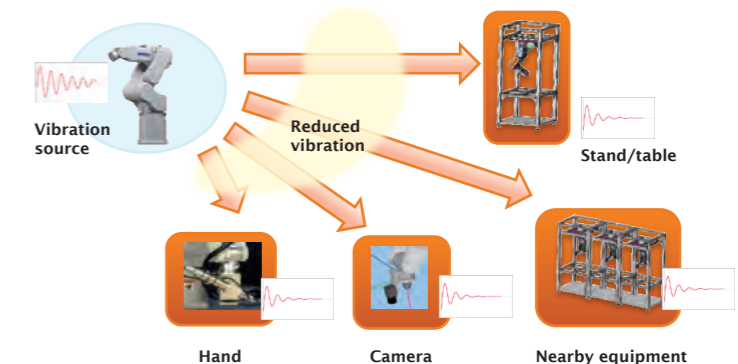 Vibration
source
Reduced
vibration
Stand/table
Hand
Camera
Nearby equipment